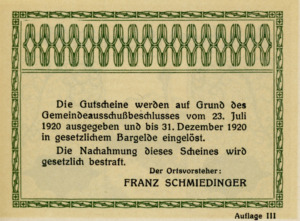 Die Gutscheine werden auf Grund des
Gemeindeausschußbeschlusses vom 23. Juli
1920 ausgegeben und bis 31. Dezember 1920
in gesetzlichem Bargelde eingelöst.
Die Nachahmung dieses Scheines wird
gesetzlich bestraft.
Der Ortsvorsteher:
FRANZ SCHMIEDINGER
Auflage III